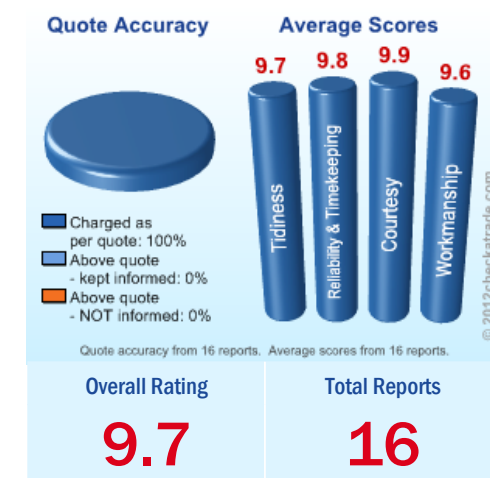 Quote Accuracy
Average Scores
9.7
9.8
9.9
9.6
Tidiness
Reliability & Timekeeping
Courtesy
Workmanship
Charged as
per quote: 100%
Above quote
- kept informed: 0%
Above quote
- NOT informed: 0%
© 2012checkatrade.com
Quote accuracy from 16 reports. Average scores from 16 reports.
Overall Rating
9.7
Total Reports
16